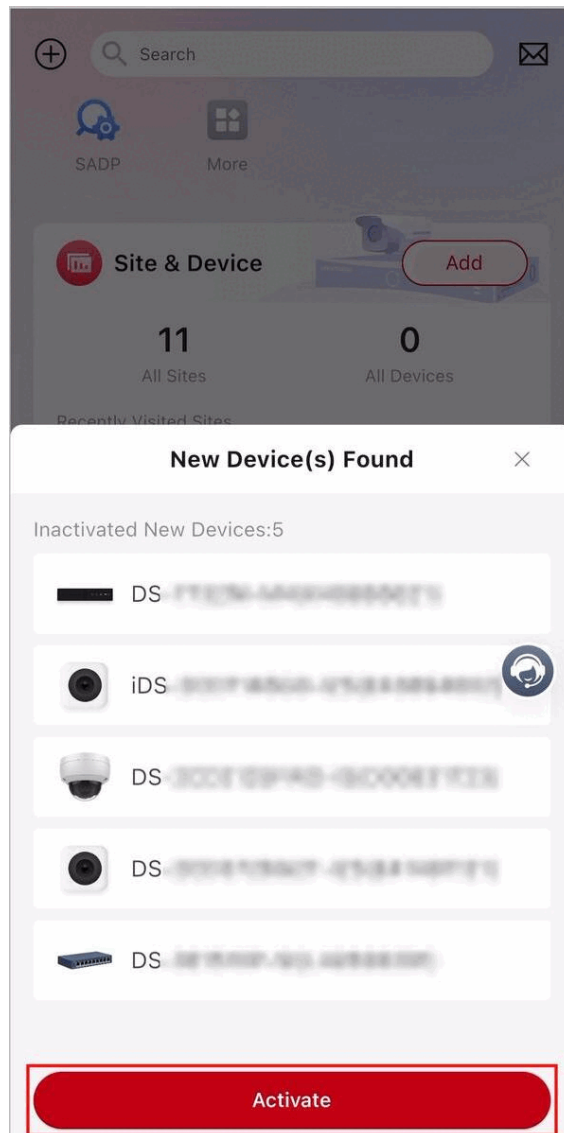 Search
SADP More
Site & Device Add
11 0
All Sites All Devices
Recently Visited Sites
New Device(s) Found
Inactivated New Devices:5
DS
iDS
DS
DS
DS
Activate